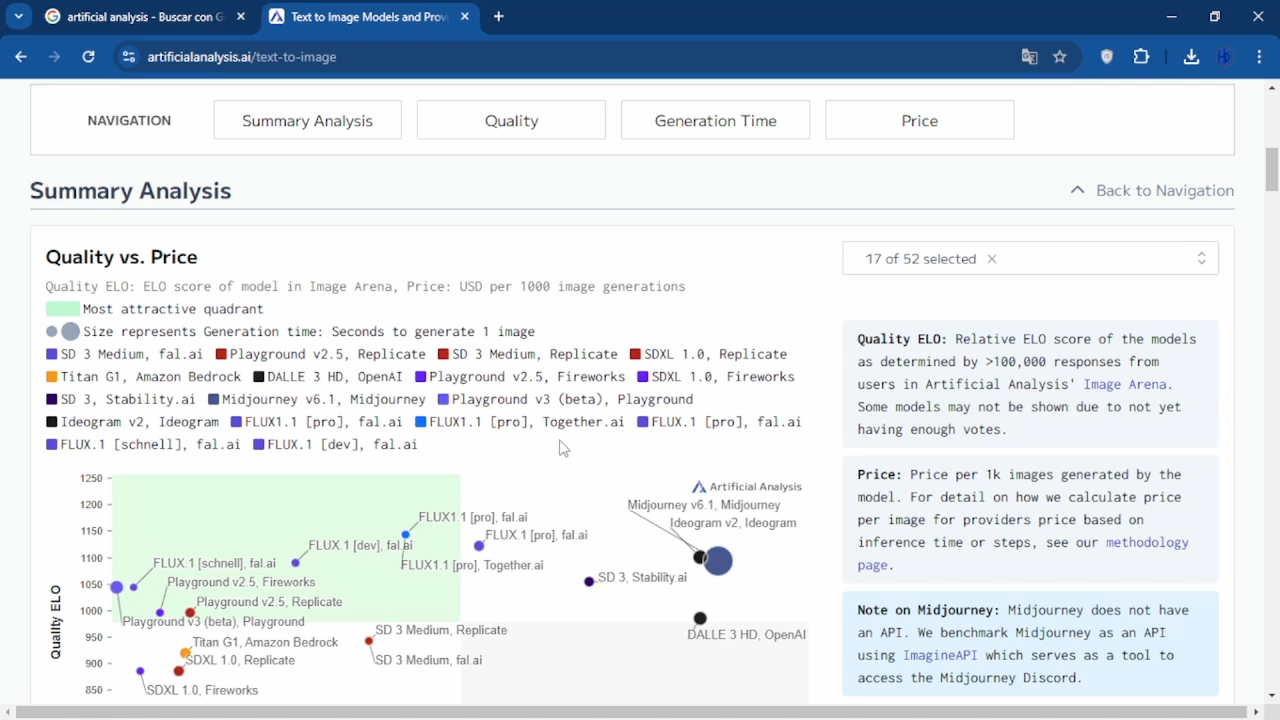 artificial analysis - Buscar con G
Text to Image Models and Prov
artificialanalysis.ai/text-to-image
NAVIGATION
Summary Analysis
Quality
Generation Time
Price
Summary Analysis
Back to Navigation
Quality vs. Price
17 of 52 selected
Quality ELO: ELO score of model in Image Arena, Price: USD per 1000 image generations
Most attractive quadrant
Size represents Generation time: Seconds to generate 1 image
SD 3 Medium, fal.ai Playground v2.5, Replicate SD 3 Medium, Replicate SDXL 1.0, Replicate
Titan G1, Amazon Bedrock DALLE 3 HD, OpenAI Playground v2.5, Fireworks SDXL 1.0, Fireworks
SD 3, Stability.ai Midjourney v6.1, Midjourney Playground v3 (beta), Playground
Ideogram v2, Ideogram FLUX1.1 [pro], fal.ai FLUX1.1 [pro], Together.ai FLUX.1 [pro], fal.ai
FLUX.1 [schnell], fal.ai FLUX.1 [dev], fal.ai
Quality ELO
1250
1200
1150
1100
1050
1000
950
900
850
Artificial Analysis
Midjourney v6.1, Midjourney
Ideogram v2, Ideogram
FLUX1.1 [pro], fal.ai
FLUX.1 [pro], fal.ai
FLUX.1 [dev], fal.ai
FLUX1.1 [pro], Together.ai
FLUX.1 [schnell], fal.ai
SD 3, Stability.ai
Playground v2.5, Fireworks
Playground v2.5, Replicate
Playground v3 (beta), Playground
SD 3 Medium, Replicate
DALLE 3 HD, OpenAI
Titan G1, Amazon Bedrock
SDXL 1.0, Replicate
SD 3 Medium, fal.ai
SDXL 1.0, Fireworks
Quality ELO: Relative ELO score of the models
as determined by >100,000 responses from
users in Artificial Analysis' Image Arena.
Some models may not be shown due to not yet
having enough votes.
Price: Price per 1k images generated by the
model. For detail on how we calculate price
per image for providers price based on
inference time or steps, see our methodology
page.
Note on Midjourney: Midjourney does not have
an API. We benchmark Midjourney as an API
using ImagineAPI which serves as a tool to
access the Midjourney Discord.